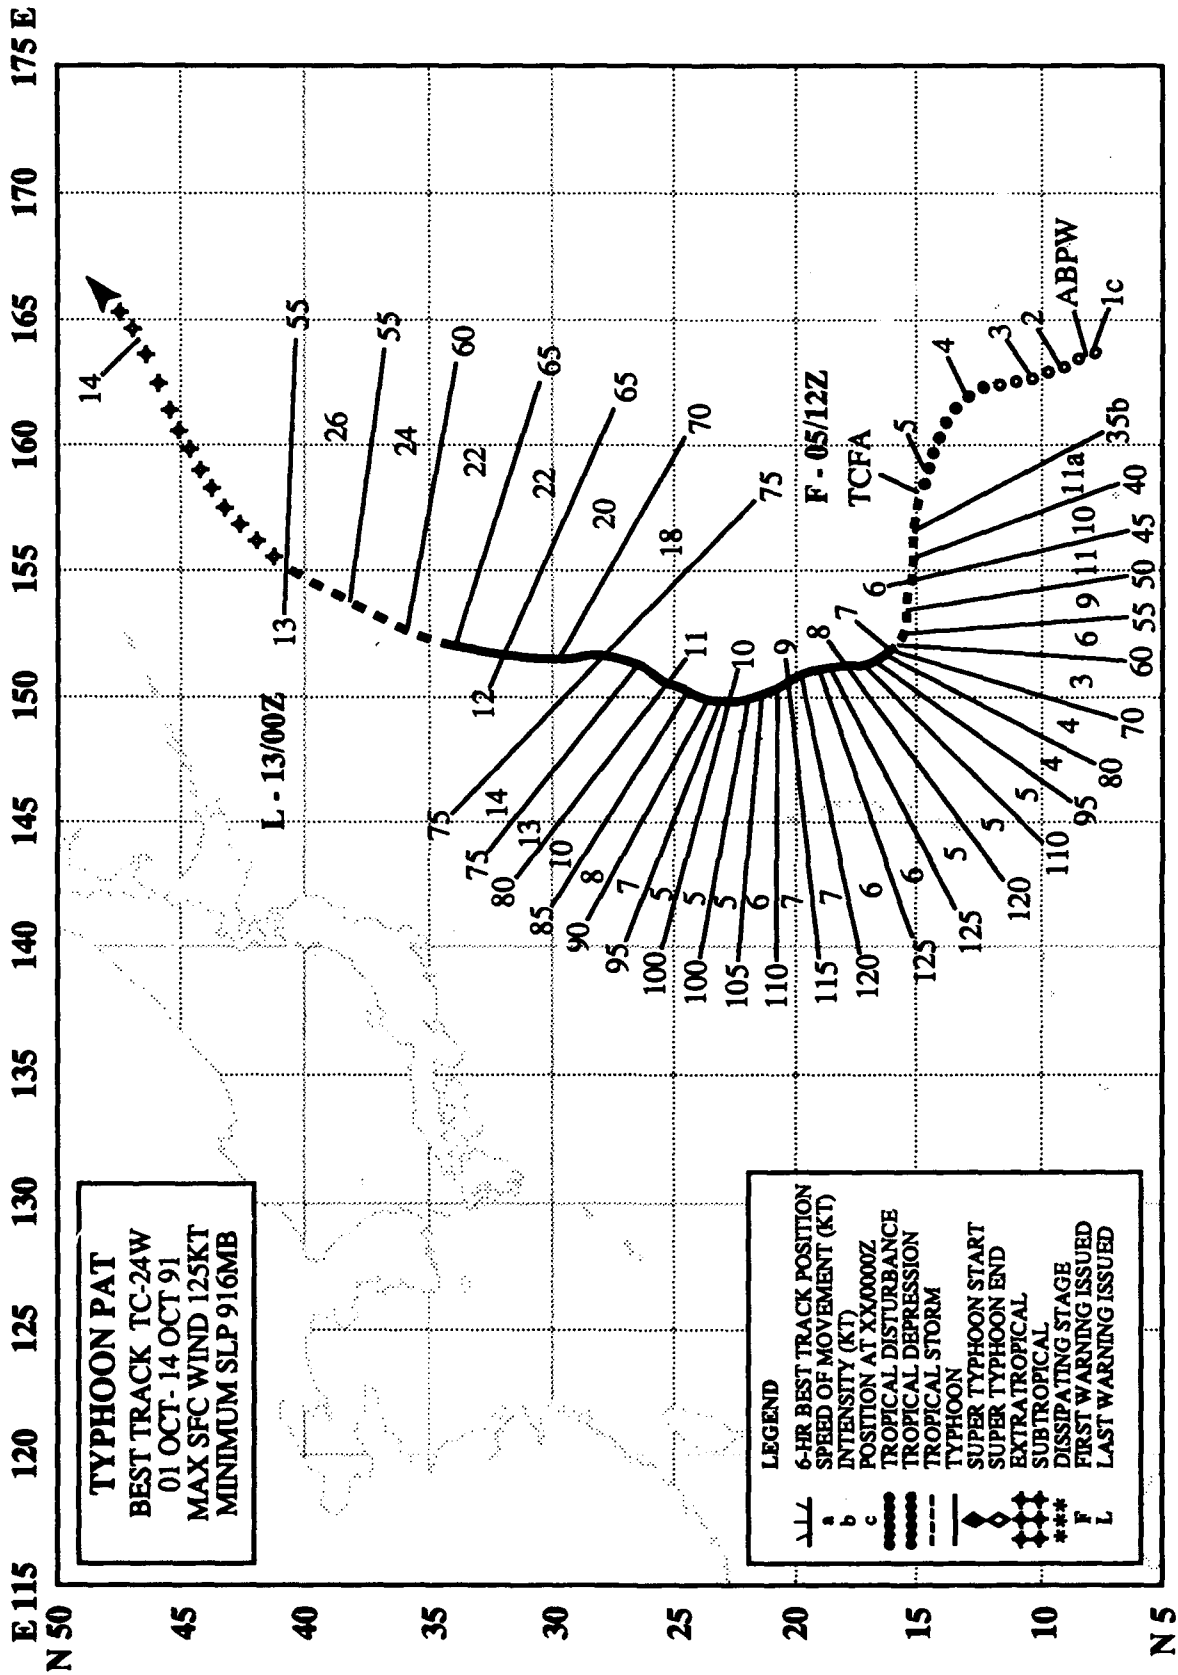 TYPHOON PAT
BEST TRACK TC-24W
01 OCT- 14 OCT 91
MAX SFC WIND 125KT
MINIMUM SLP 916MB
E 115
120
125
130
135
140
145
150
155
160
165
170
175 E
N 50
45
40
35
30
25
20
15
10
N 5
L - 13/00Z
F - 05/12Z
TCFA
ABPW
1c
2
3
4
5
6
7
8
9
10
11
12
13
14
35b
40
45
50
55
60
70
80
95
110
120
125
125
120
115
110
105
100
100
95
90
85
80
75
75
75
70
65
65
60
55
55
11a
10
11
9
6
3
4
4
5
5
5
6
6
7
7
6
5
5
5
7
8
10
13
14
18
20
22
22
24
26
LEGEND
6-HR BEST TRACK POSITION
a SPEED OF MOVEMENT (KT)
b INTENSITY (KT)
c POSITION AT XX/0000Z
TROPICAL DISTURBANCE
TROPICAL DEPRESSION
TROPICAL STORM
TYPHOON
SUPER TYPHOON START
SUPER TYPHOON END
EXTRATROPICAL
SUBTROPICAL
*** DISSIPATING STAGE
F FIRST WARNING ISSUED
L LAST WARNING ISSUED